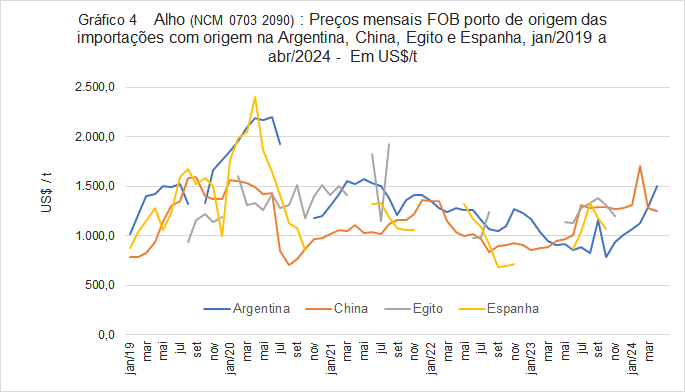 Gráfico 4 Alho (NCM 0703 2090) : Preços mensais FOB porto de origem das
importações com origem na Argentina, China, Egito e Espanha, jan/2019 a
abr/2024 - Em US$/t
US$ / t
2.500,0
2.000,0
1.500,0
1.000,0
500,0
0,0
Argentina China Egito Espanha
jan/19 mar mai jul set nov jan/20 mar mai jul set nov jan/21 mar mai jul set nov jan/22 mar mai jul set nov jan/23 mar mai jul set nov jan/24 mar